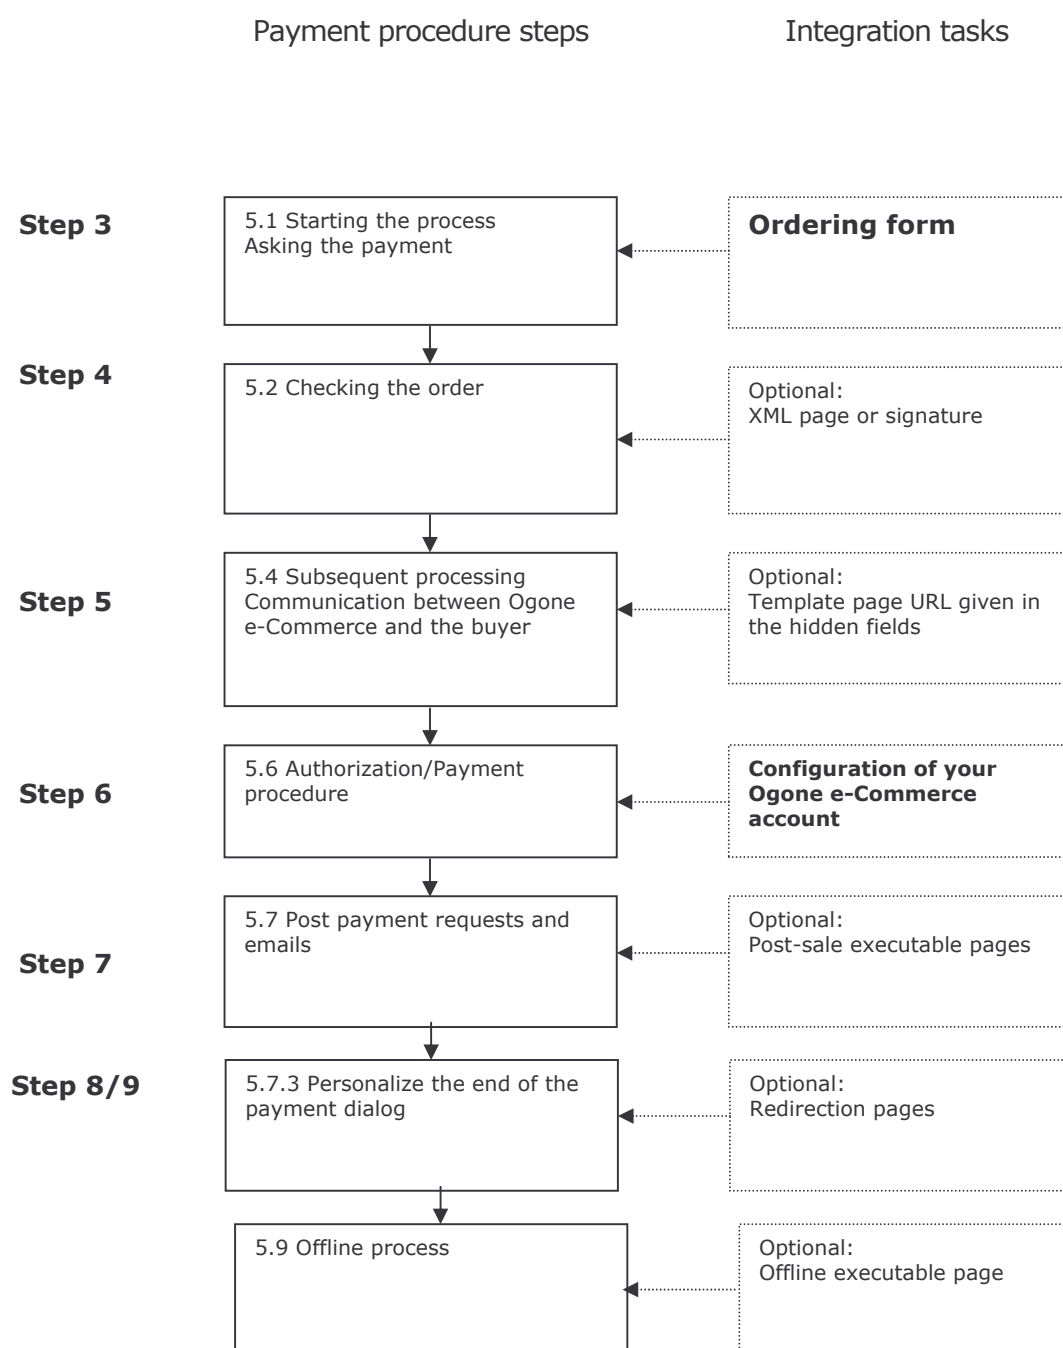 Payment procedure steps
Integration tasks
Step 3
5.1 Starting the process
Asking the payment
Ordering form
Step 4
5.2 Checking the order
Optional:
XML page or signature
Step 5
5.4 Subsequent processing
Communication between Ogone
e-Commerce and the buyer
Optional:
Template page URL given in
the hidden fields
Step 6
5.6 Authorization/Payment
procedure
Configuration of your
Ogone e-Commerce
account
Step 7
5.7 Post payment requests and
emails
Optional:
Post-sale executable pages
Step 8/9
5.7.3 Personalize the end of the
payment dialog
Optional:
Redirection pages
5.9 Offline process
Optional:
Offline executable page